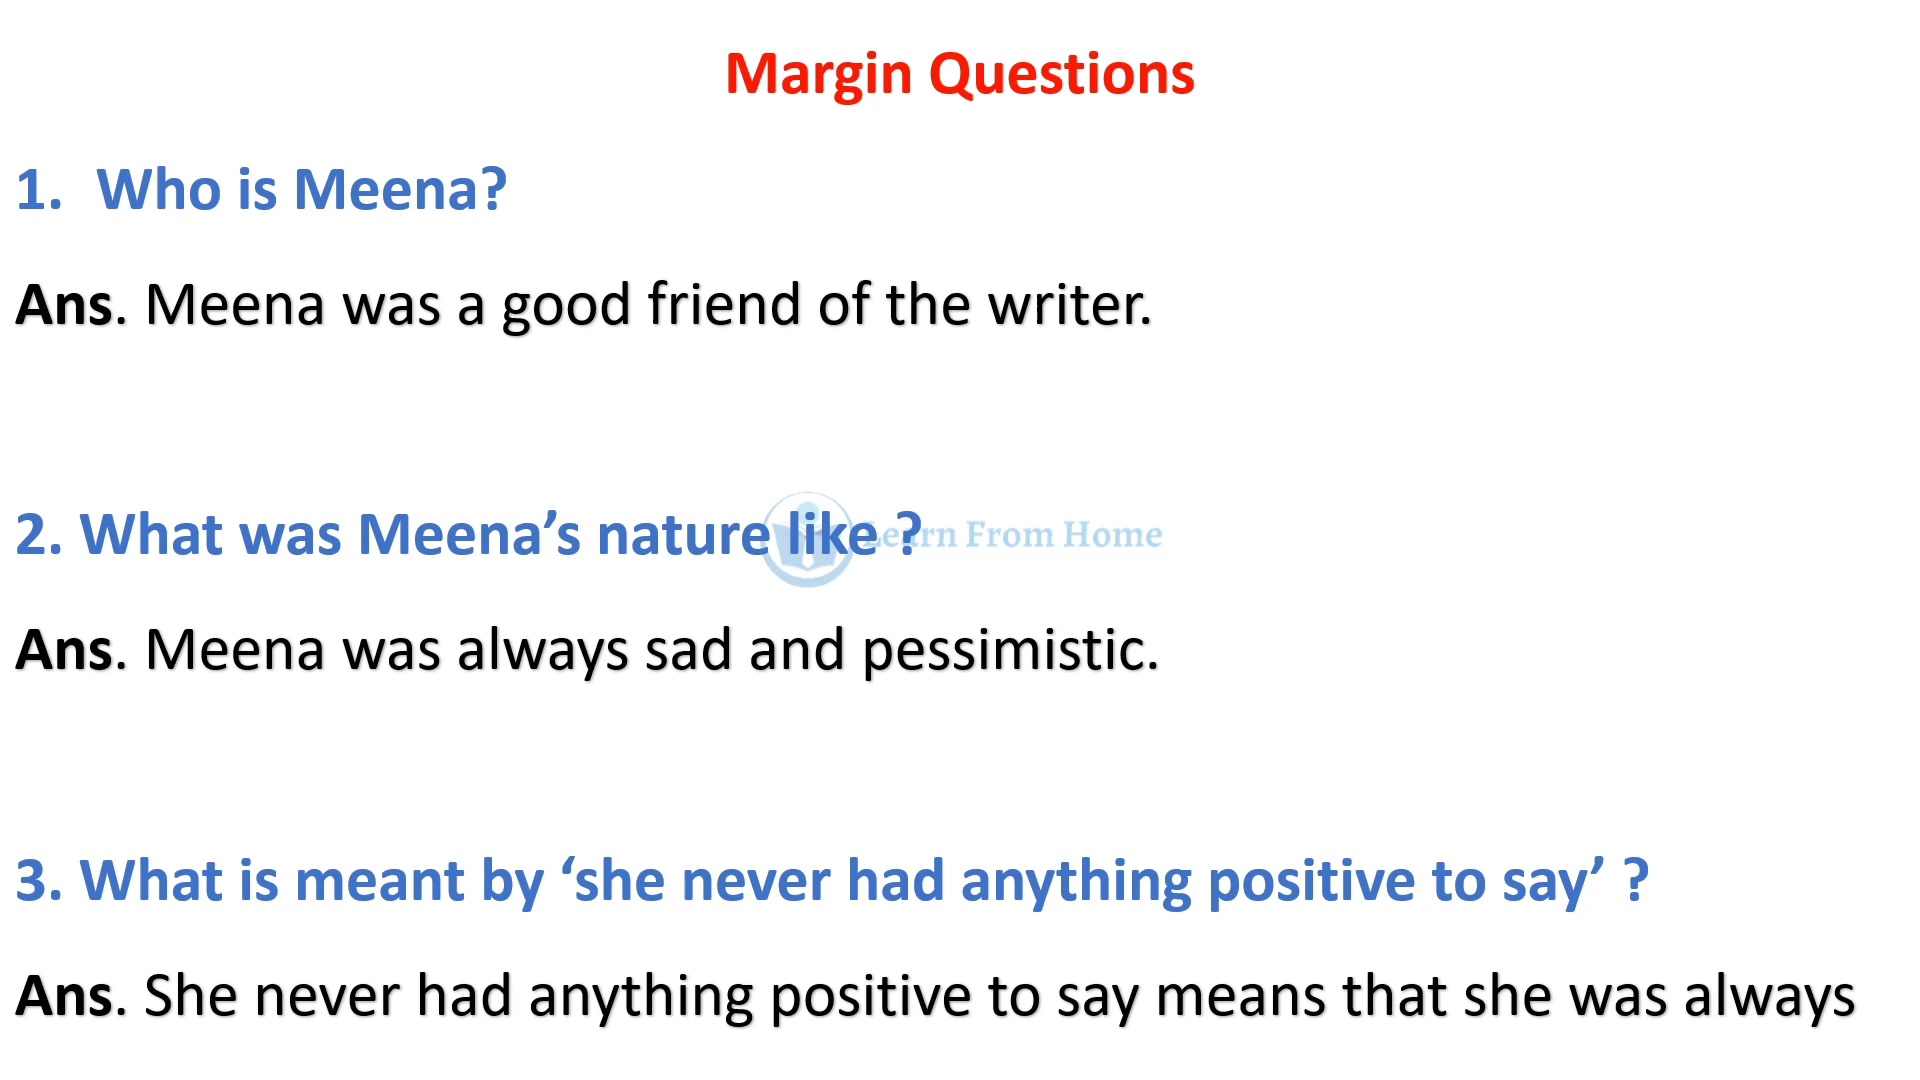 Margin Questions
1. Who is Meena?
Ans. Meena was a good friend of the writer.
2. What was Meena’s nature like ?
Learn From Home
Ans. Meena was always sad and pessimistic.
3. What is meant by ‘she never had anything positive to say’ ?
Ans. She never had anything positive to say means that she was always